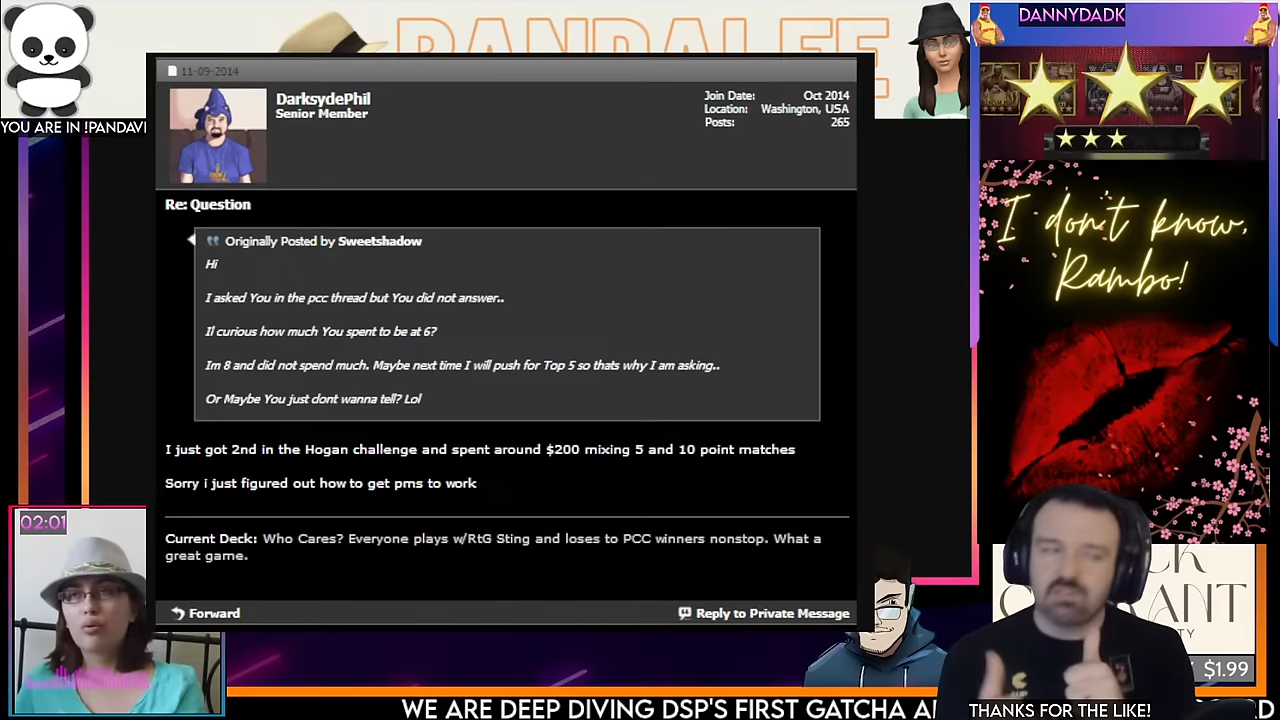 PANDALEE
DANNYDADK
YOU ARE IN !PANDAVI
11-09-2014
DarksydePhil
Senior Member
Join Date: Oct 2014
Location: Washington, USA
Posts: 265
Re: Question
Originally Posted by Sweetshadow
Hi
I asked You in the pcc thread but You did not answer..
Il curious how much You spent to be at 6?
Im 8 and did not spend much. Maybe next time I will push for Top 5 so thats why I am asking..
Or Maybe You just dont wanna tell? Lol
I just got 2nd in the Hogan challenge and spent around $200 mixing 5 and 10 point matches
Sorry i just figured out how to get pms to work
Current Deck: Who Cares? Everyone plays w/RtG Sting and loses to PCC winners nonstop. What a
great game.
Forward
Reply to Private Message
I don't know,
Rambo!
02:01
$1.99
WE ARE DEEP DIVING DSP'S FIRST GATCHA A
THANKS FOR THE LIKE!